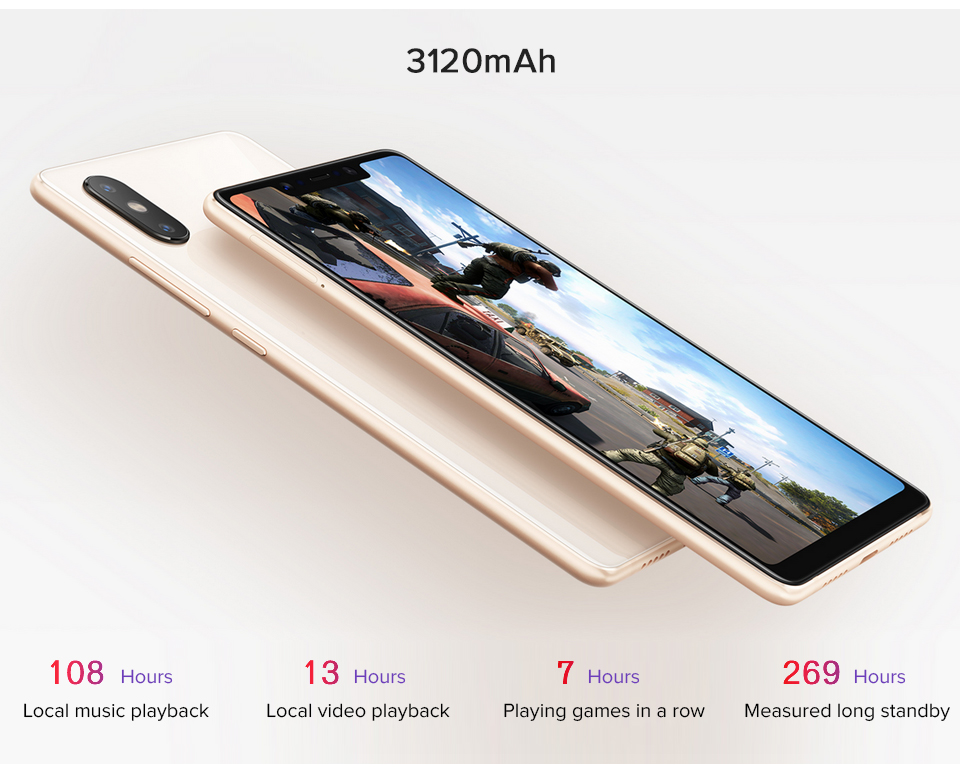 3120mAh
108 Hours
Local music playback
13 Hours
Local video playback
7 Hours
Playing games in a row
269 Hours
Measured long standby